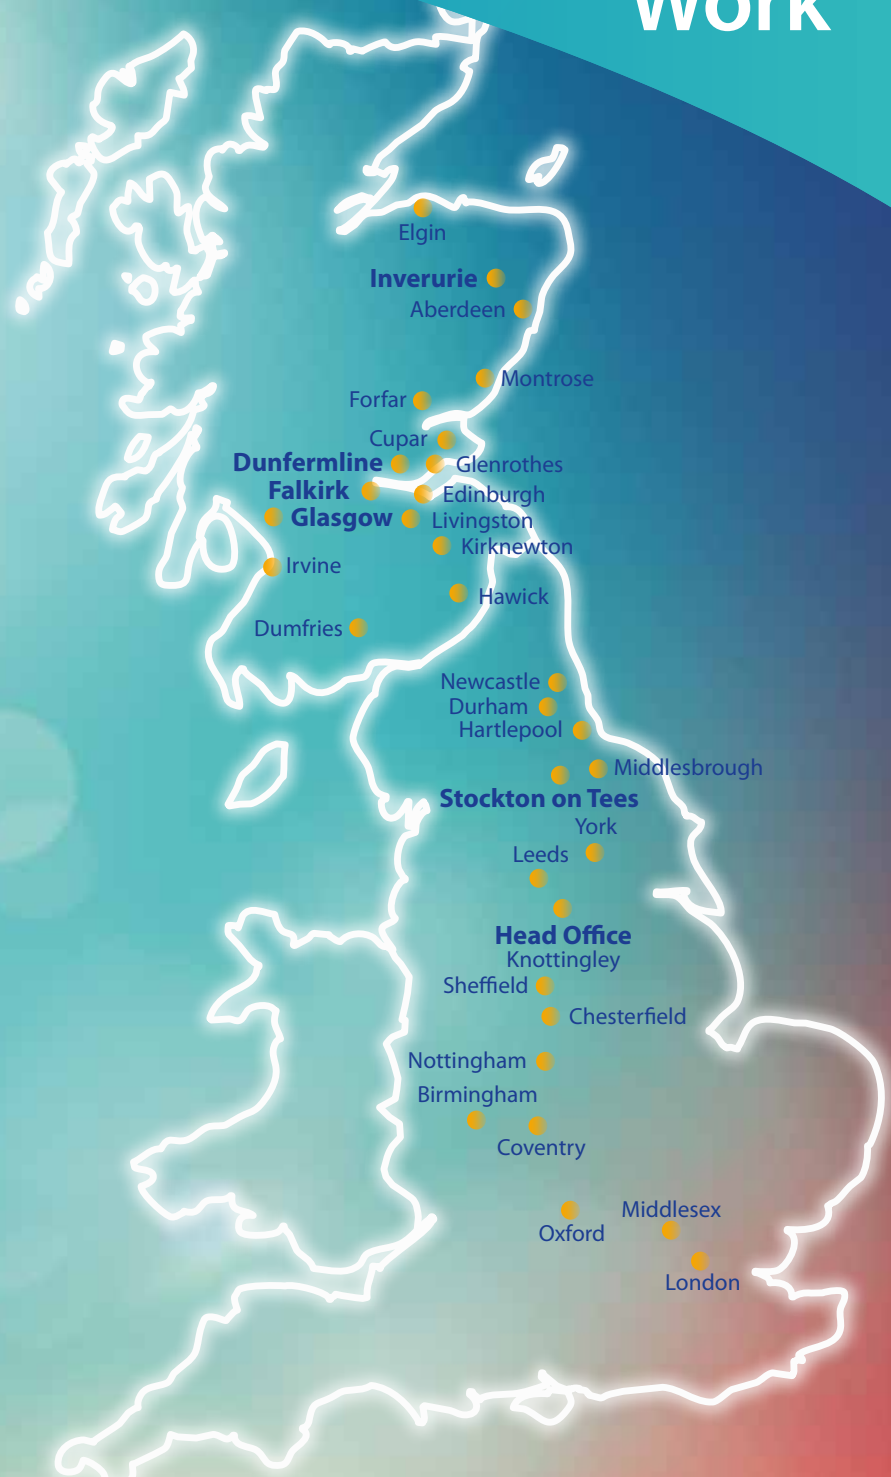 Work
Elgin
Inverurie
Aberdeen
Montrose
Forfar
Cupar
Dunfermline
Glenrothes
Falkirk
Edinburgh
Glasgow
Livingston
Kirknewton
Irvine
Hawick
Dumfries
Newcastle
Durham
Hartlepool
Middlesbrough
Stockton on Tees
York
Leeds
Head Office
Knottingley
Sheffield
Chesterfield
Nottingham
Birmingham
Coventry
Middlesex
Oxford
London